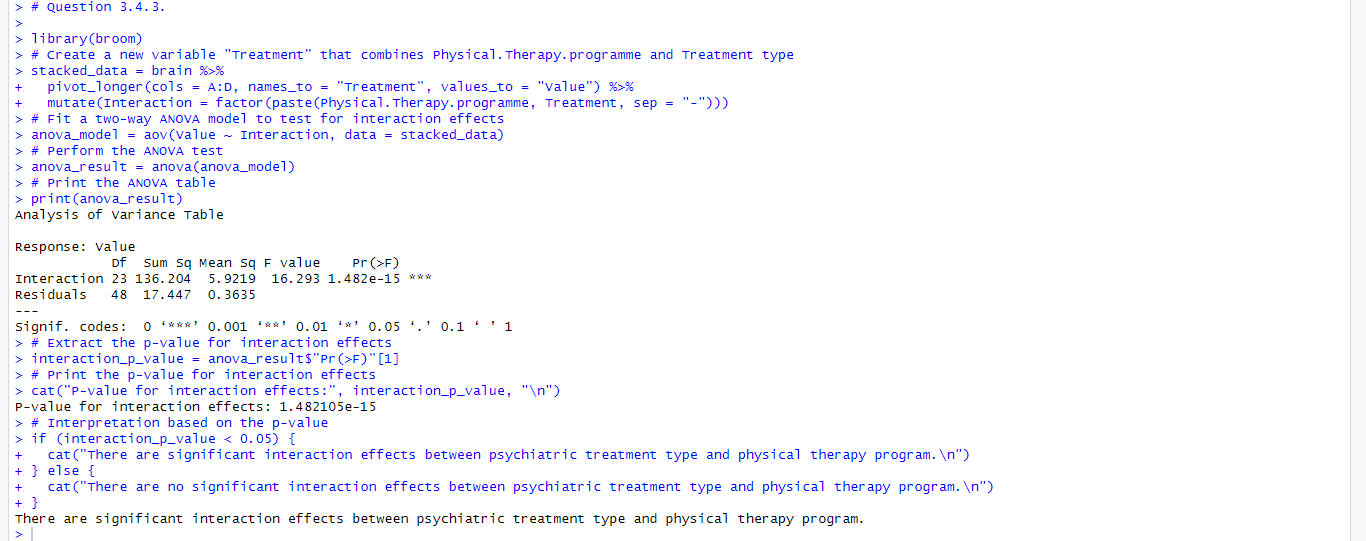 > # Question 3.4.3.
>
> library(broom)
> # Create a new variable "Treatment" that combines Physical.Therapy.programme and Treatment type
> stacked_data = brain %>%
+   pivot_longer(cols = A:D, names_to = "Treatment", values_to = "Value") %>%
+   mutate(Interaction = factor(paste(Physical.Therapy.programme, Treatment, sep = "-")))
> # Fit a two-way ANOVA model to test for interaction effects
> anova_model = aov(Value ~ Interaction, data = stacked_data)
> # Perform the ANOVA test
> anova_result = anova(anova_model)
> # Print the ANOVA table
> print(anova_result)
Analysis of Variance Table

Response: Value
            Df  Sum Sq Mean Sq F value    Pr(>F)
Interaction 23 136.204  5.9219  16.293 1.482e-15 ***
Residuals   48  17.447  0.3635
---
Signif. codes:  0 ‘***’ 0.001 ‘**’ 0.01 ‘*’ 0.05 ‘.’ 0.1 ‘ ’ 1
> # Extract the p-value for interaction effects
> interaction_p_value = anova_result$"Pr(>F)"[1]
> # Print the p-value for interaction effects
> cat("P-value for interaction effects:", interaction_p_value, "\n")
P-value for interaction effects: 1.482105e-15
> # Interpretation based on the p-value
> if (interaction_p_value < 0.05) {
+   cat("There are significant interaction effects between psychiatric treatment type and physical therapy program.\n")
+ } else {
+   cat("There are no significant interaction effects between psychiatric treatment type and physical therapy program.\n")
+ }
There are significant interaction effects between psychiatric treatment type and physical therapy program.
>